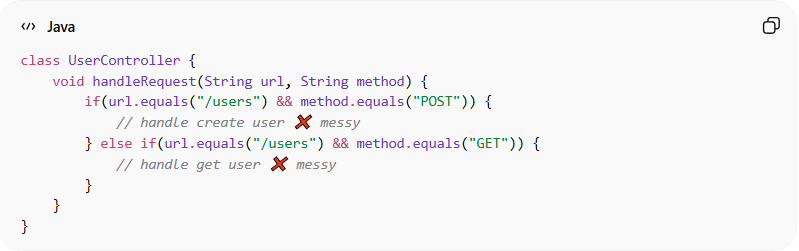 </> Java
class UserController {
    void handleRequest(String url, String method) {
        if(url.equals("/users") && method.equals("POST")) {
            // handle create user ❌ messy
        } else if(url.equals("/users") && method.equals("GET")) {
            // handle get user ❌ messy
        }
    }
}